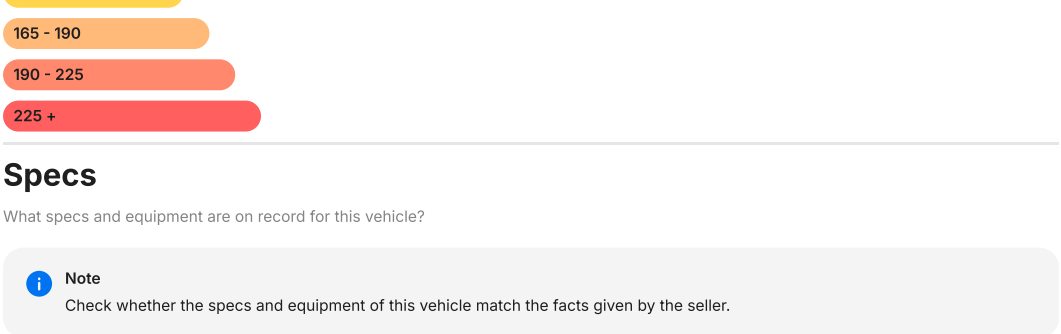 165 - 190
190 - 225
225 +
Specs
What specs and equipment are on record for this vehicle?
Note
Check whether the specs and equipment of this vehicle match the facts given by the seller.